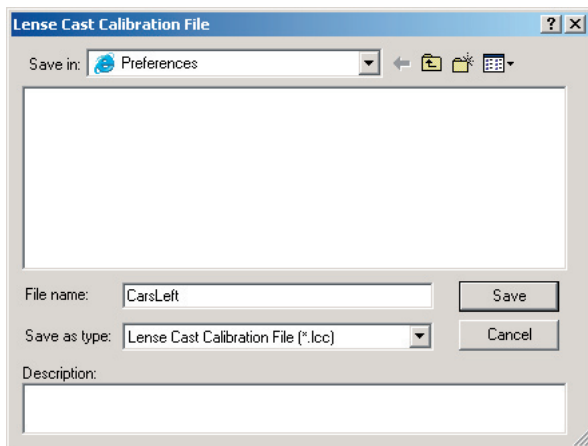 Lense Cast Calibration File
Save in: Preferences
File name: CarsLeft Save
Save as type: Lense Cast Calibration File (*.lcc) Cancel
Description: